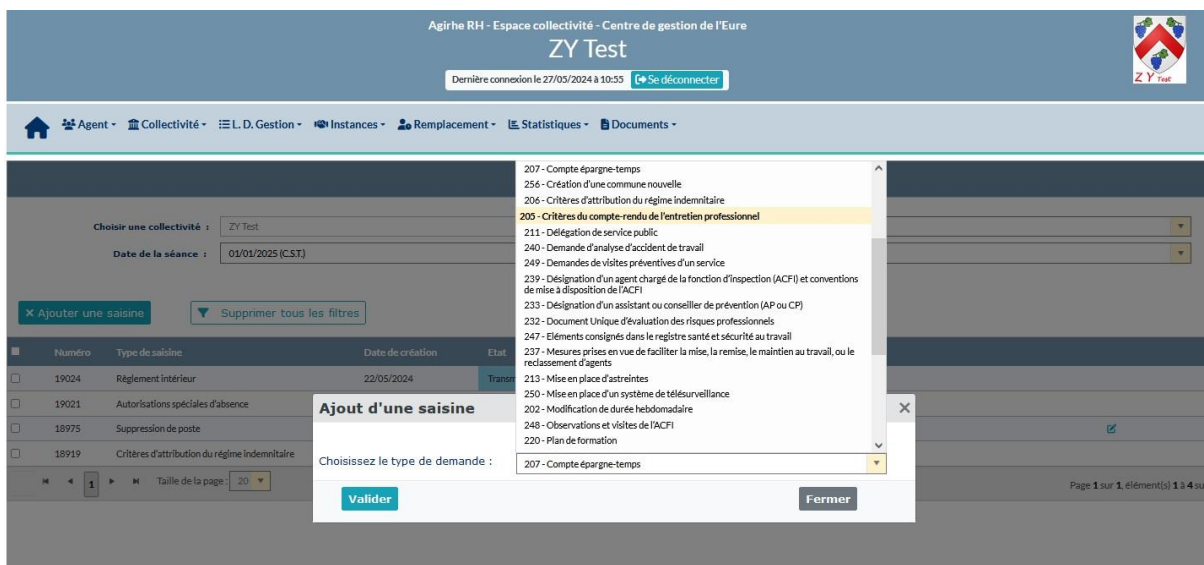 Agirhe RH - Espace collectivité - Centre de gestion de l'Eure
ZY Test
Dernière connexion le 27/05/2024 à 10:55 Se déconnecter
Z Y Test
Agent Collectivité L. D. Gestion Instances Remplacement Statistiques Documents
Choisir une collectivité : ZY Test
Date de la séance : 01/01/2025 (C.S.T.)
Ajouter une saisine Supprimer tous les filtres
Numéro Type de saisine Date de création Etat
19024 Règlement intérieur 22/05/2024 Transm
19021 Autorisations spéciales d'absence
18975 Suppression de poste
18919 Critères d'attribution du régime indemnitaire
1 Taille de la page : 20
Page 1 sur 1, élément(s) 1 à 4 su
207 - Compte épargne-temps
256 - Création d'une commune nouvelle
206 - Critères d'attribution du régime indemnitaire
205 - Critères du compte-rendu de l'entretien professionnel
211 - Délégation de service public
240 - Demande d'analyse d'accident de travail
249 - Demandes de visites préventives d'un service
239 - Désignation d'un agent chargé de la fonction d'inspection (ACFI) et conventions
de mise à disposition de l'ACFI
233 - Désignation d'un assistant ou conseiller de prévention (AP ou CP)
232 - Document Unique d'évaluation des risques professionnels
247 - Eléments consignés dans le registre santé et sécurité au travail
237 - Mesures prises en vue de faciliter la mise, la remise, le maintien au travail, ou le
reclassement d'agents
213 - Mise en place d'astreintes
250 - Mise en place d'un système de télésurveillance
202 - Modification de durée hebdomadaire
248 - Observations et visites de l'ACFI
220 - Plan de formation
Ajout d'une saisine
Choisissez le type de demande : 207 - Compte épargne-temps
Valider Fermer